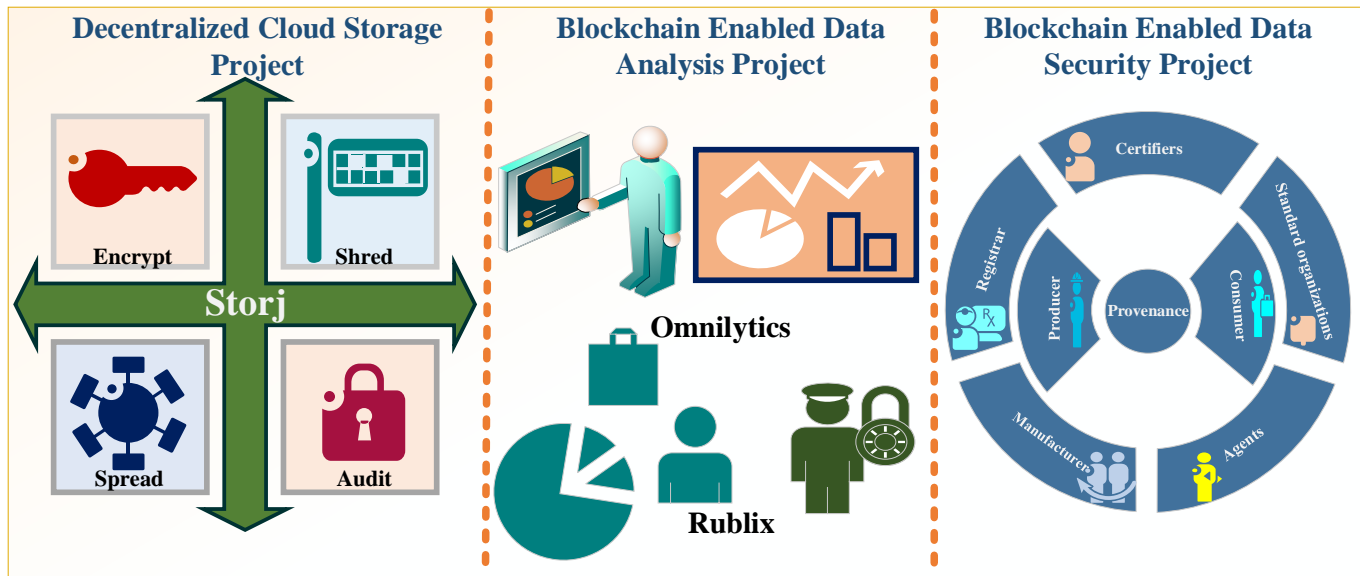 Decentralized Cloud Storage
Project
Encrypt
Shred
Storj
Spread
Audit
Blockchain Enabled Data
Analysis Project
Omnilytics
Rublix
Blockchain Enabled Data
Security Project
Certifiers
Registrar
Standard organizations
Producer
Provenance
Consumer
RX
Manufacturer
Agents